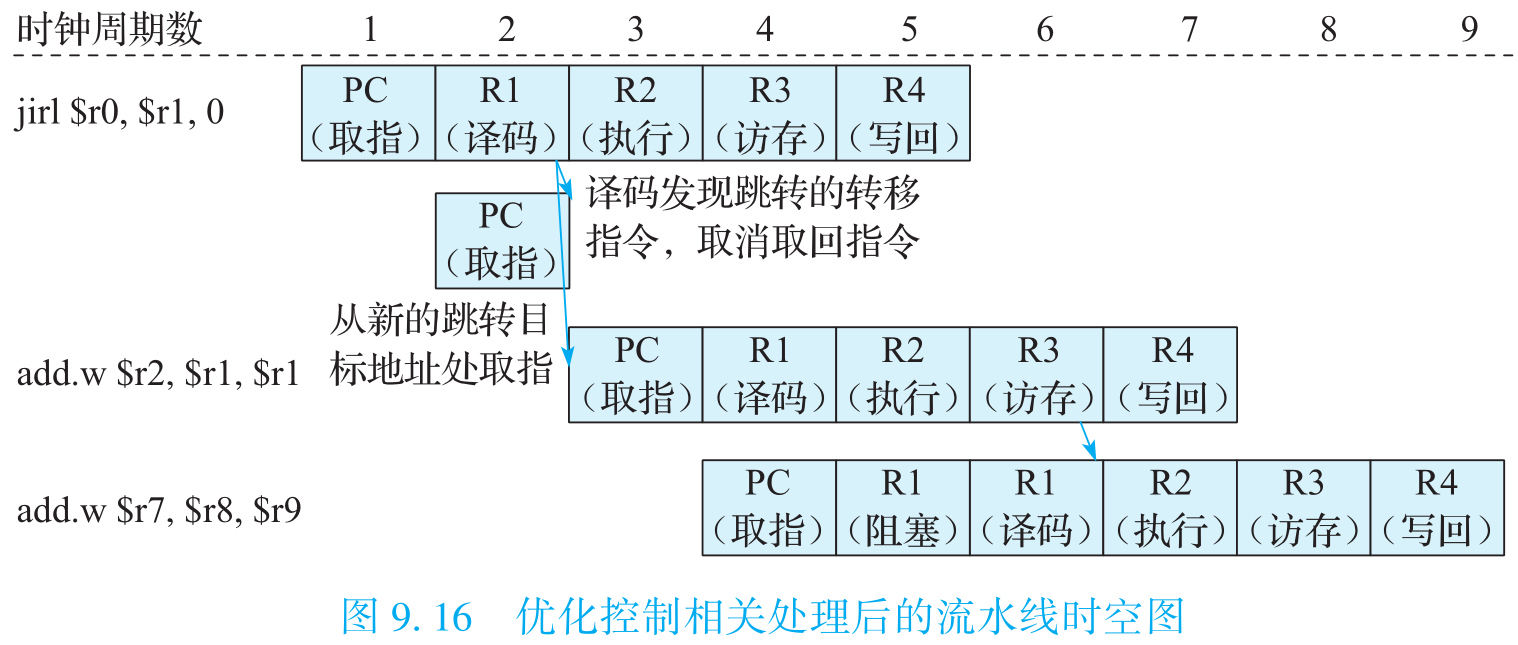 时钟周期数 1 2 3 4 5 6 7 8 9
jirl $r0, $r1, 0
PC
(取指)
R1
(译码)
R2
(执行)
R3
(访存)
R4
(写回)
PC
(取指)
译码发现跳转的转移
指令，取消取回指令
从新的跳转目
标地址处取指
add.w $r2, $r1, $r1
PC
(取指)
R1
(译码)
R2
(执行)
R3
(访存)
R4
(写回)
add.w $r7, $r8, $r9
PC
(取指)
R1
(阻塞)
R1
(译码)
R2
(执行)
R3
(访存)
R4
(写回)
图 9.16 优化控制相关处理后的流水线时空图